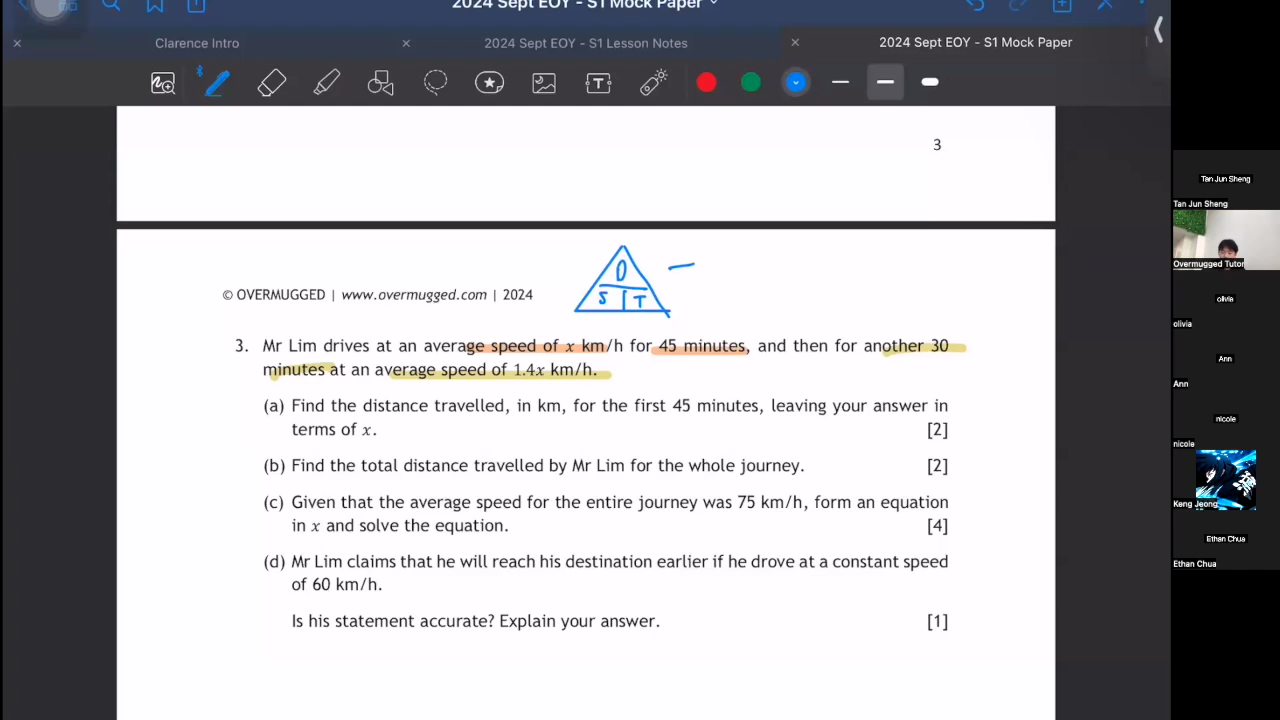 2024 Sept EOY - S1 Mock Paper
Clarence Intro
2024 Sept EOY - S1 Lesson Notes
2024 Sept EOY - S1 Mock Paper
3
D
S T
© OVERMUGGED | www.overmugged.com | 2024
3. Mr Lim drives at an average speed of x km/h for 45 minutes, and then for another 30
minutes at an average speed of 1.4x km/h.
(a) Find the distance travelled, in km, for the first 45 minutes, leaving your answer in
terms of x. [2]
(b) Find the total distance travelled by Mr Lim for the whole journey. [2]
(c) Given that the average speed for the entire journey was 75 km/h, form an equation
in x and solve the equation. [4]
(d) Mr Lim claims that he will reach his destination earlier if he drove at a constant speed
of 60 km/h.
Is his statement accurate? Explain your answer. [1]
Tan Jun Sheng
Tan Jun Sheng
Overmugged Tutor
olivia
olivia
Ann
Ann
nicole
nicole
Keng Jeong
Ethan Chua
Ethan Chua